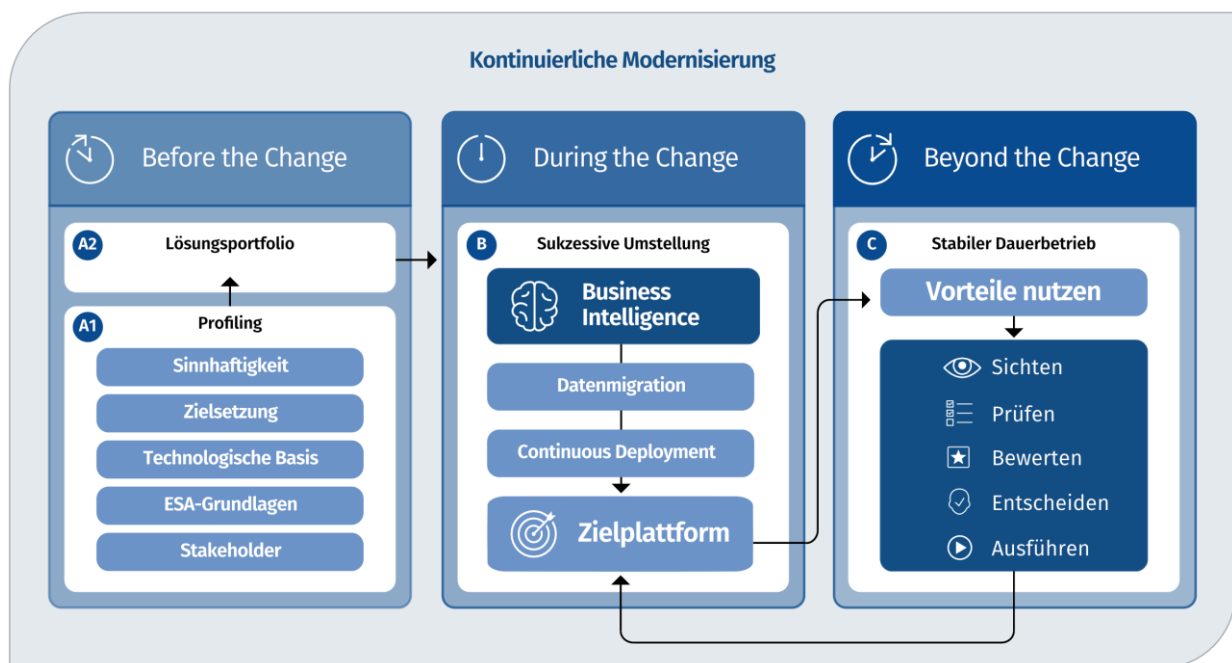 Kontinuierliche Modernisierung
Before the Change
A2
Lösungsportfolio
A1
Profiling
Sinnhaftigkeit
Zielsetzung
Technologische Basis
ESA-Grundlagen
Stakeholder
During the Change
B
Sukzessive Umstellung
Business
Intelligence
Datenmigration
Continuous Deployment
Zielplattform
Beyond the Change
C
Stabiler Dauerbetrieb
Vorteile nutzen
Sichten
Prüfen
Bewerten
Entscheiden
Ausführen